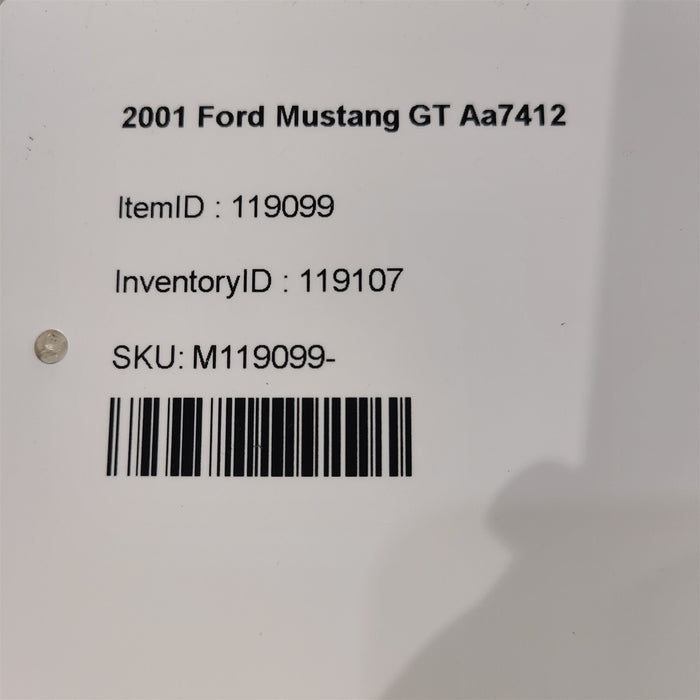 2001 Ford Mustang GT Aa7412
ItemID : 119099
InventoryID : 119107
SKU: M119099-